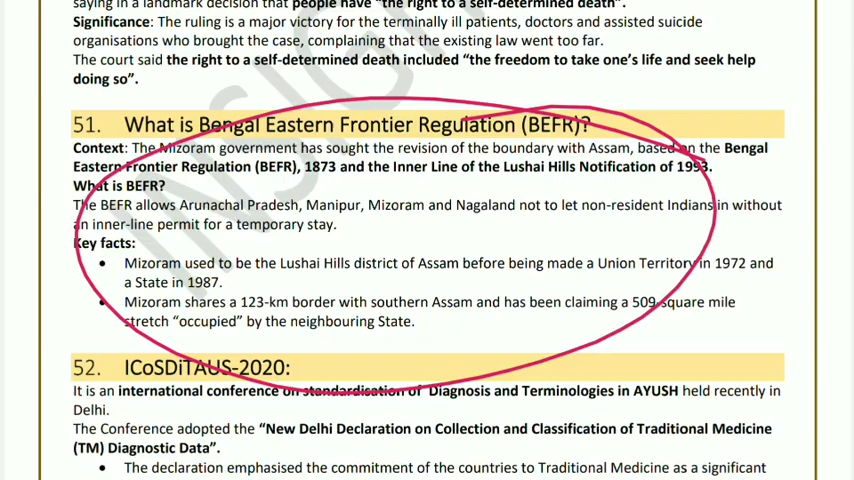 saying in a landmark decision that people have "the right to a self-determined death".
Significance: The ruling is a major victory for the terminally ill patients, doctors and assisted suicide
organisations who brought the case, complaining that the existing law went too far.
The court said the right to a self-determined death included "the freedom to take one's life and seek help
doing so".
51. What is Bengal Eastern Frontier Regulation (BEFR)?
Context: The Mizoram government has sought the revision of the boundary with Assam, based on the Bengal
Eastern Frontier Regulation (BEFR), 1873 and the Inner Line of the Lushai Hills Notification of 1993.
What is BEFR?
The BEFR allows Arunachal Pradesh, Manipur, Mizoram and Nagaland not to let non-resident Indians in without
an inner-line permit for a temporary stay.
Key facts:
• Mizoram used to be the Lushai Hills district of Assam before being made a Union Territory in 1972 and
a State in 1987.
• Mizoram shares a 123-km border with southern Assam and has been claiming a 509 square mile
stretch "occupied" by the neighbouring State.
52. ICoSDiTAUS-2020:
It is an international conference on standardisation of Diagnosis and Terminologies in AYUSH held recently in
Delhi.
The Conference adopted the "New Delhi Declaration on Collection and Classification of Traditional Medicine
(TM) Diagnostic Data".
• The declaration emphasised the commitment of the countries to Traditional Medicine as a significant